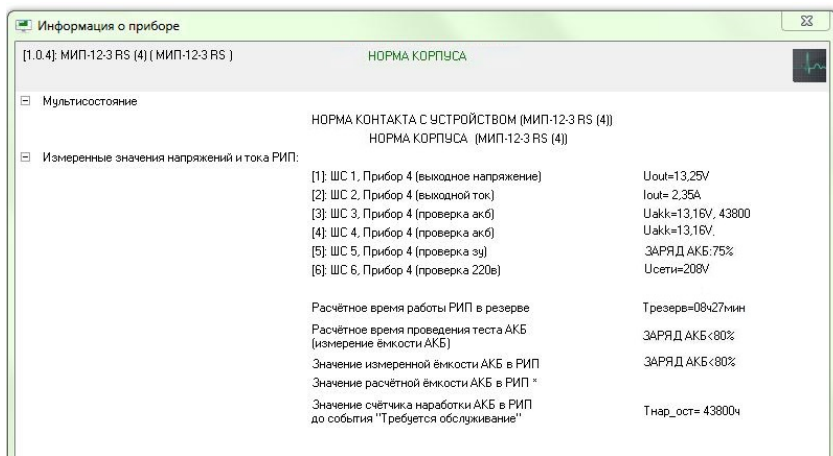 Информация о приборе
[1.0.4]: МИП-12-3 RS (4) ( МИП-12-3 RS ) НОРМА КОРПУСА
Мультисостояние
НОРМА КОНТАКТА С УСТРОЙСТВОМ (МИП-12-3 RS (4))
НОРМА КОРПУСА (МИП-12-3 RS (4))
Измеренные значения напряжений и тока РИП:
[1]: ШС 1, Прибор 4 (выходное напряжение) Uout=13,25V
[2]: ШС 2, Прибор 4 (выходной ток) Iout= 2,35A
[3]: ШС 3, Прибор 4 (проверка акб) Uakk=13,16V, 43800
[4]: ШС 4, Прибор 4 (проверка акб) Uakk=13,16V,
[5]: ШС 5, Прибор 4 (проверка зу) ЗАРЯД АКБ:75%
[6]: ШС 6, Прибор 4 (проверка 220в) Uсети=208V
Расчётное время работы РИП в резерве Трезерв=08ч27мин
Расчётное время проведения теста АКБ
(измерение ёмкости АКБ) ЗАРЯД АКБ<80%
Значение измеренной ёмкости АКБ в РИП ЗАРЯД АКБ<80%
Значение расчётной ёмкости АКБ в РИП *
Значение счётчика наработки АКБ в РИП
до события "Требуется обслуживание" Тнар_ост= 43800ч